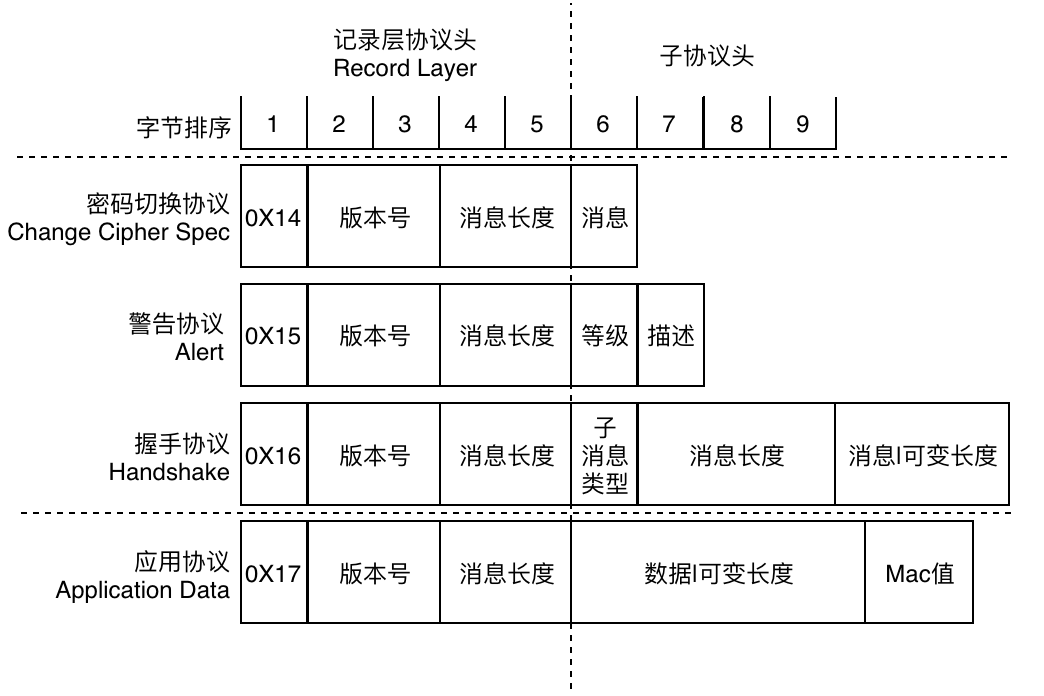 记录层协议头
Record Layer
子协议头
字节排序
1 2 3 4 5 6 7 8 9
密码切换协议
Change Cipher Spec
0X14 版本号 消息长度 消息
警告协议
Alert
0X15 版本号 消息长度 等级 描述
握手协议
Handshake
0X16 版本号 消息长度 子
消息
类型 消息长度 消息|可变长度
应用协议
Application Data
0X17 版本号 消息长度 数据|可变长度 Mac值